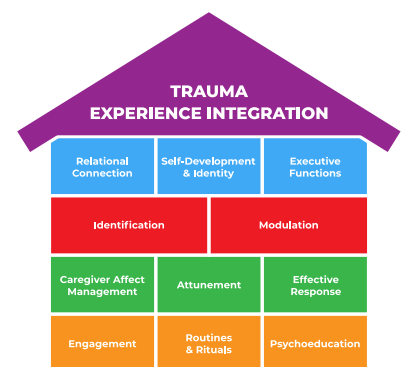 TRAUMA
EXPERIENCE INTEGRATION
Relational
Connection
Self-Development
& Identity
Executive
Functions
Identification
Modulation
Caregiver Affect
Management
Attunement
Effective
Response
Engagement
Routines
& Rituals
Psychoeducation